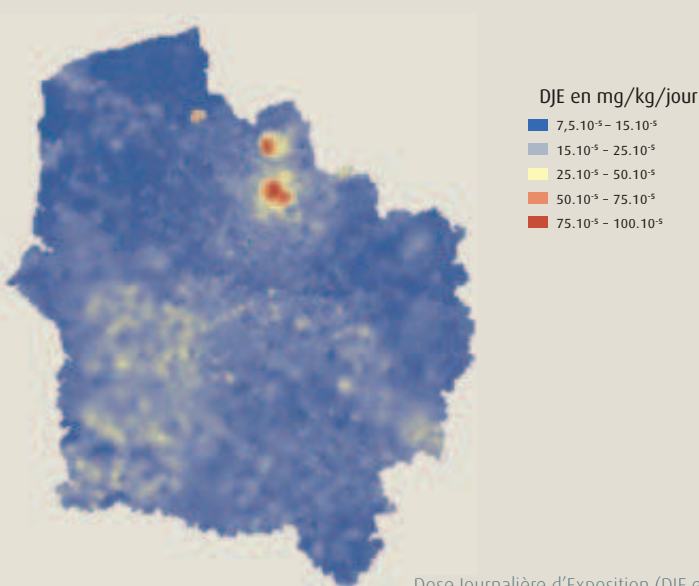 DJE en mg/kg/jour
7,5.10⁻⁵ – 15.10⁻⁵
15.10⁻⁵ – 25.10⁻⁵
25.10⁻⁵ – 50.10⁻⁵
50.10⁻⁵ – 75.10⁻⁵
75.10⁻⁵ – 100.10⁻⁵
Dose Journalière d'Exposition (DJE